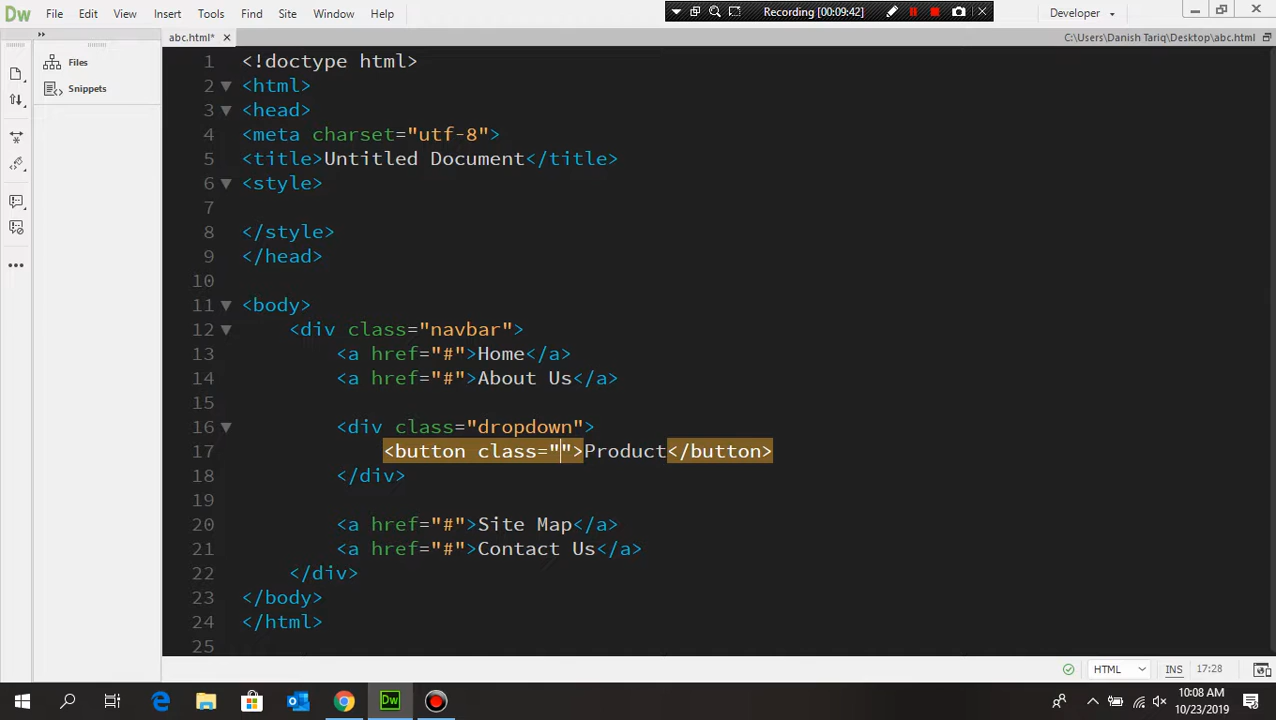 Dw File Edit View Insert Tools Find Site Window Help Recording [00:09:42] Developer
abc.html* C:\Users\Danish Tariq\Desktop\abc.html
Files
Snippets
1 <!doctype html>
2 <html>
3 <head>
4 <meta charset="utf-8">
5 <title>Untitled Document</title>
6 <style>
7
8 </style>
9 </head>
10
11 <body>
12 <div class="navbar">
13 <a href="#">Home</a>
14 <a href="#">About Us</a>
15
16 <div class="dropdown">
17 <button class="">Product</button>
18 </div>
19
20 <a href="#">Site Map</a>
21 <a href="#">Contact Us</a>
22 </div>
23 </body>
24 </html>
25
HTML INS 17:28
Dw
10:08 AM
10/23/2019